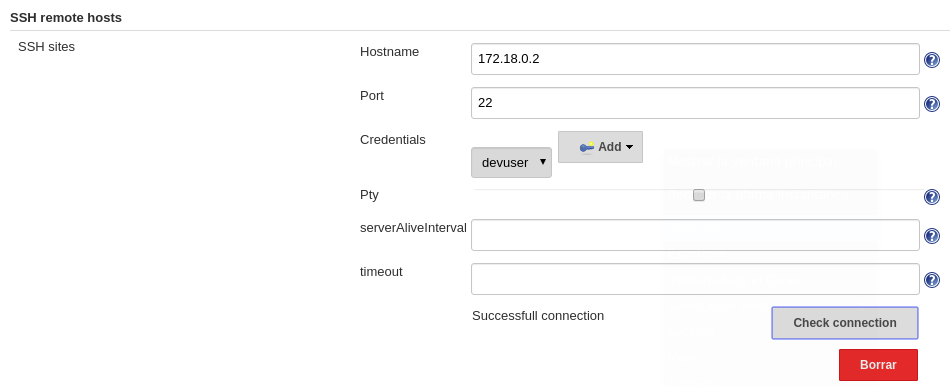 SSH remote hosts
SSH sites
Hostname
172.18.0.2
Port
22
Credentials
devuser
Add
Pty
serverAliveInterval
timeout
Successfull connection
Check connection
Borrar